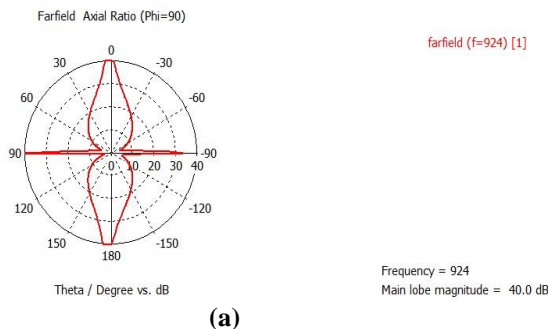 Farfield Axial Ratio (Phi=90)
farfield (f=924) [1]
0
30
-30
60
-60
90
0 10 20 30 40
-90
120
-120
150
-150
180
Frequency = 924
Theta / Degree vs. dB
Main lobe magnitude = 40.0 dB
(a)